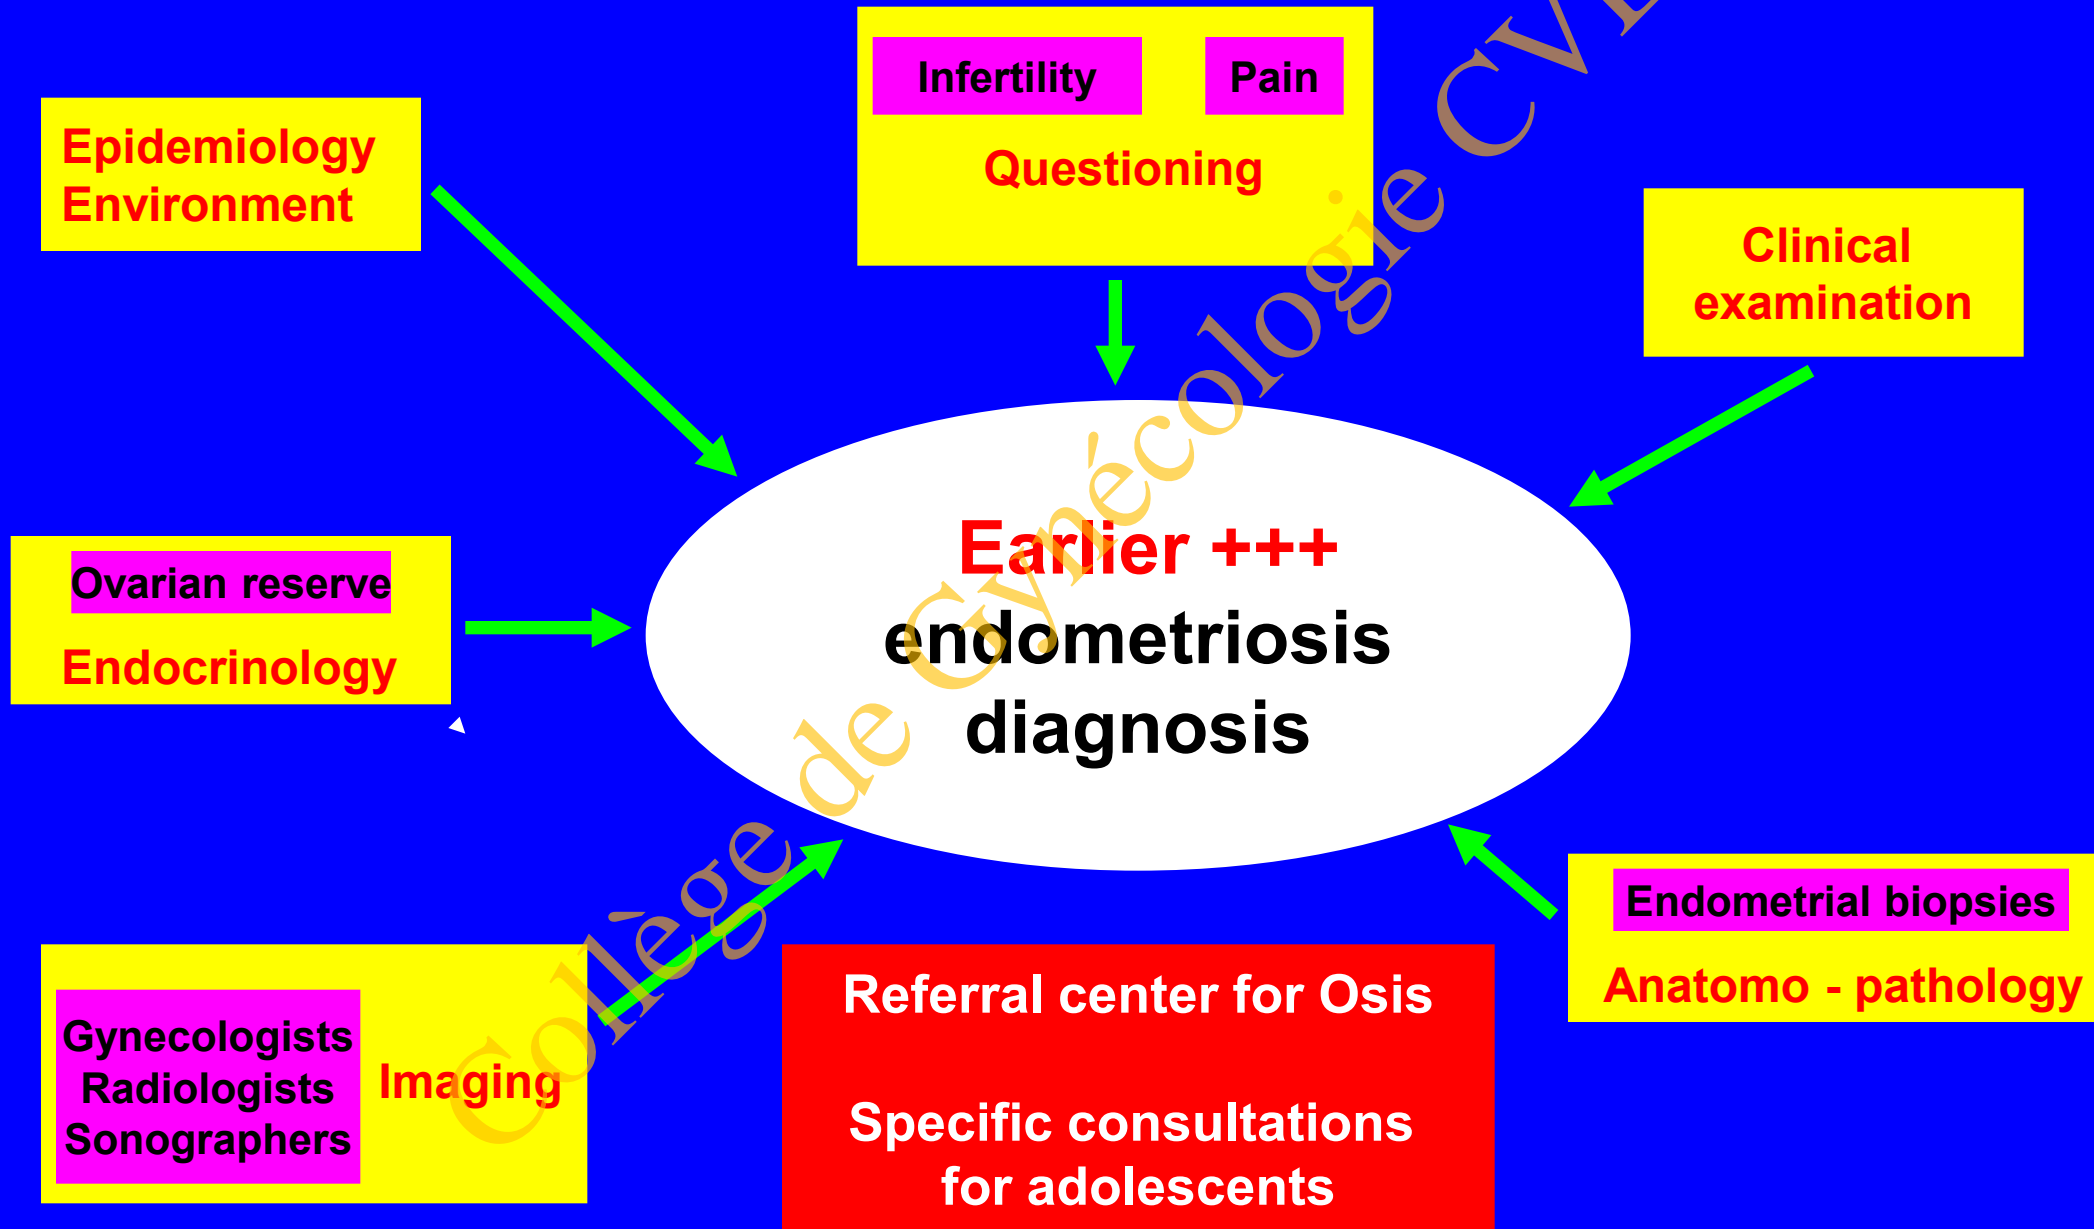 Infertility
Pain
Questioning
Epidemiology
Environment
Clinical
examination
Earlier +++
endometriosis
diagnosis
Ovarian reserve
Endocrinology
Endometrial biopsies
Anatomo - pathology
Gynecologists
Radiologists
Sonographers
Imaging
Referral center for Osis
Specific consultations
for adolescents
Collège de Gynécologie